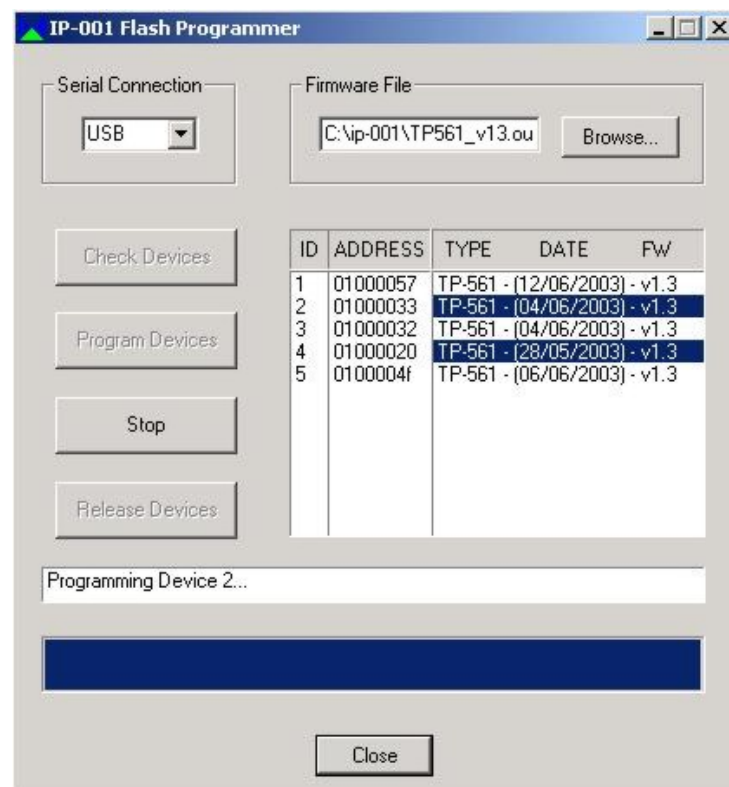 IP-001 Flash Programmer
Serial Connection
Firmware File
USB
C:\ip-001\TP561_v13.ou
Browse...
Check Devices
Program Devices
Stop
Release Devices
ID ADDRESS TYPE DATE FW
1 01000057 TP-561 - (12/06/2003) - v1.3
2 01000033 TP-561 - (04/06/2003) - v1.3
3 01000032 TP-561 - (04/06/2003) - v1.3
4 01000020 TP-561 - (28/05/2003) - v1.3
5 0100004f TP-561 - (06/06/2003) - v1.3
Programming Device 2...
Close